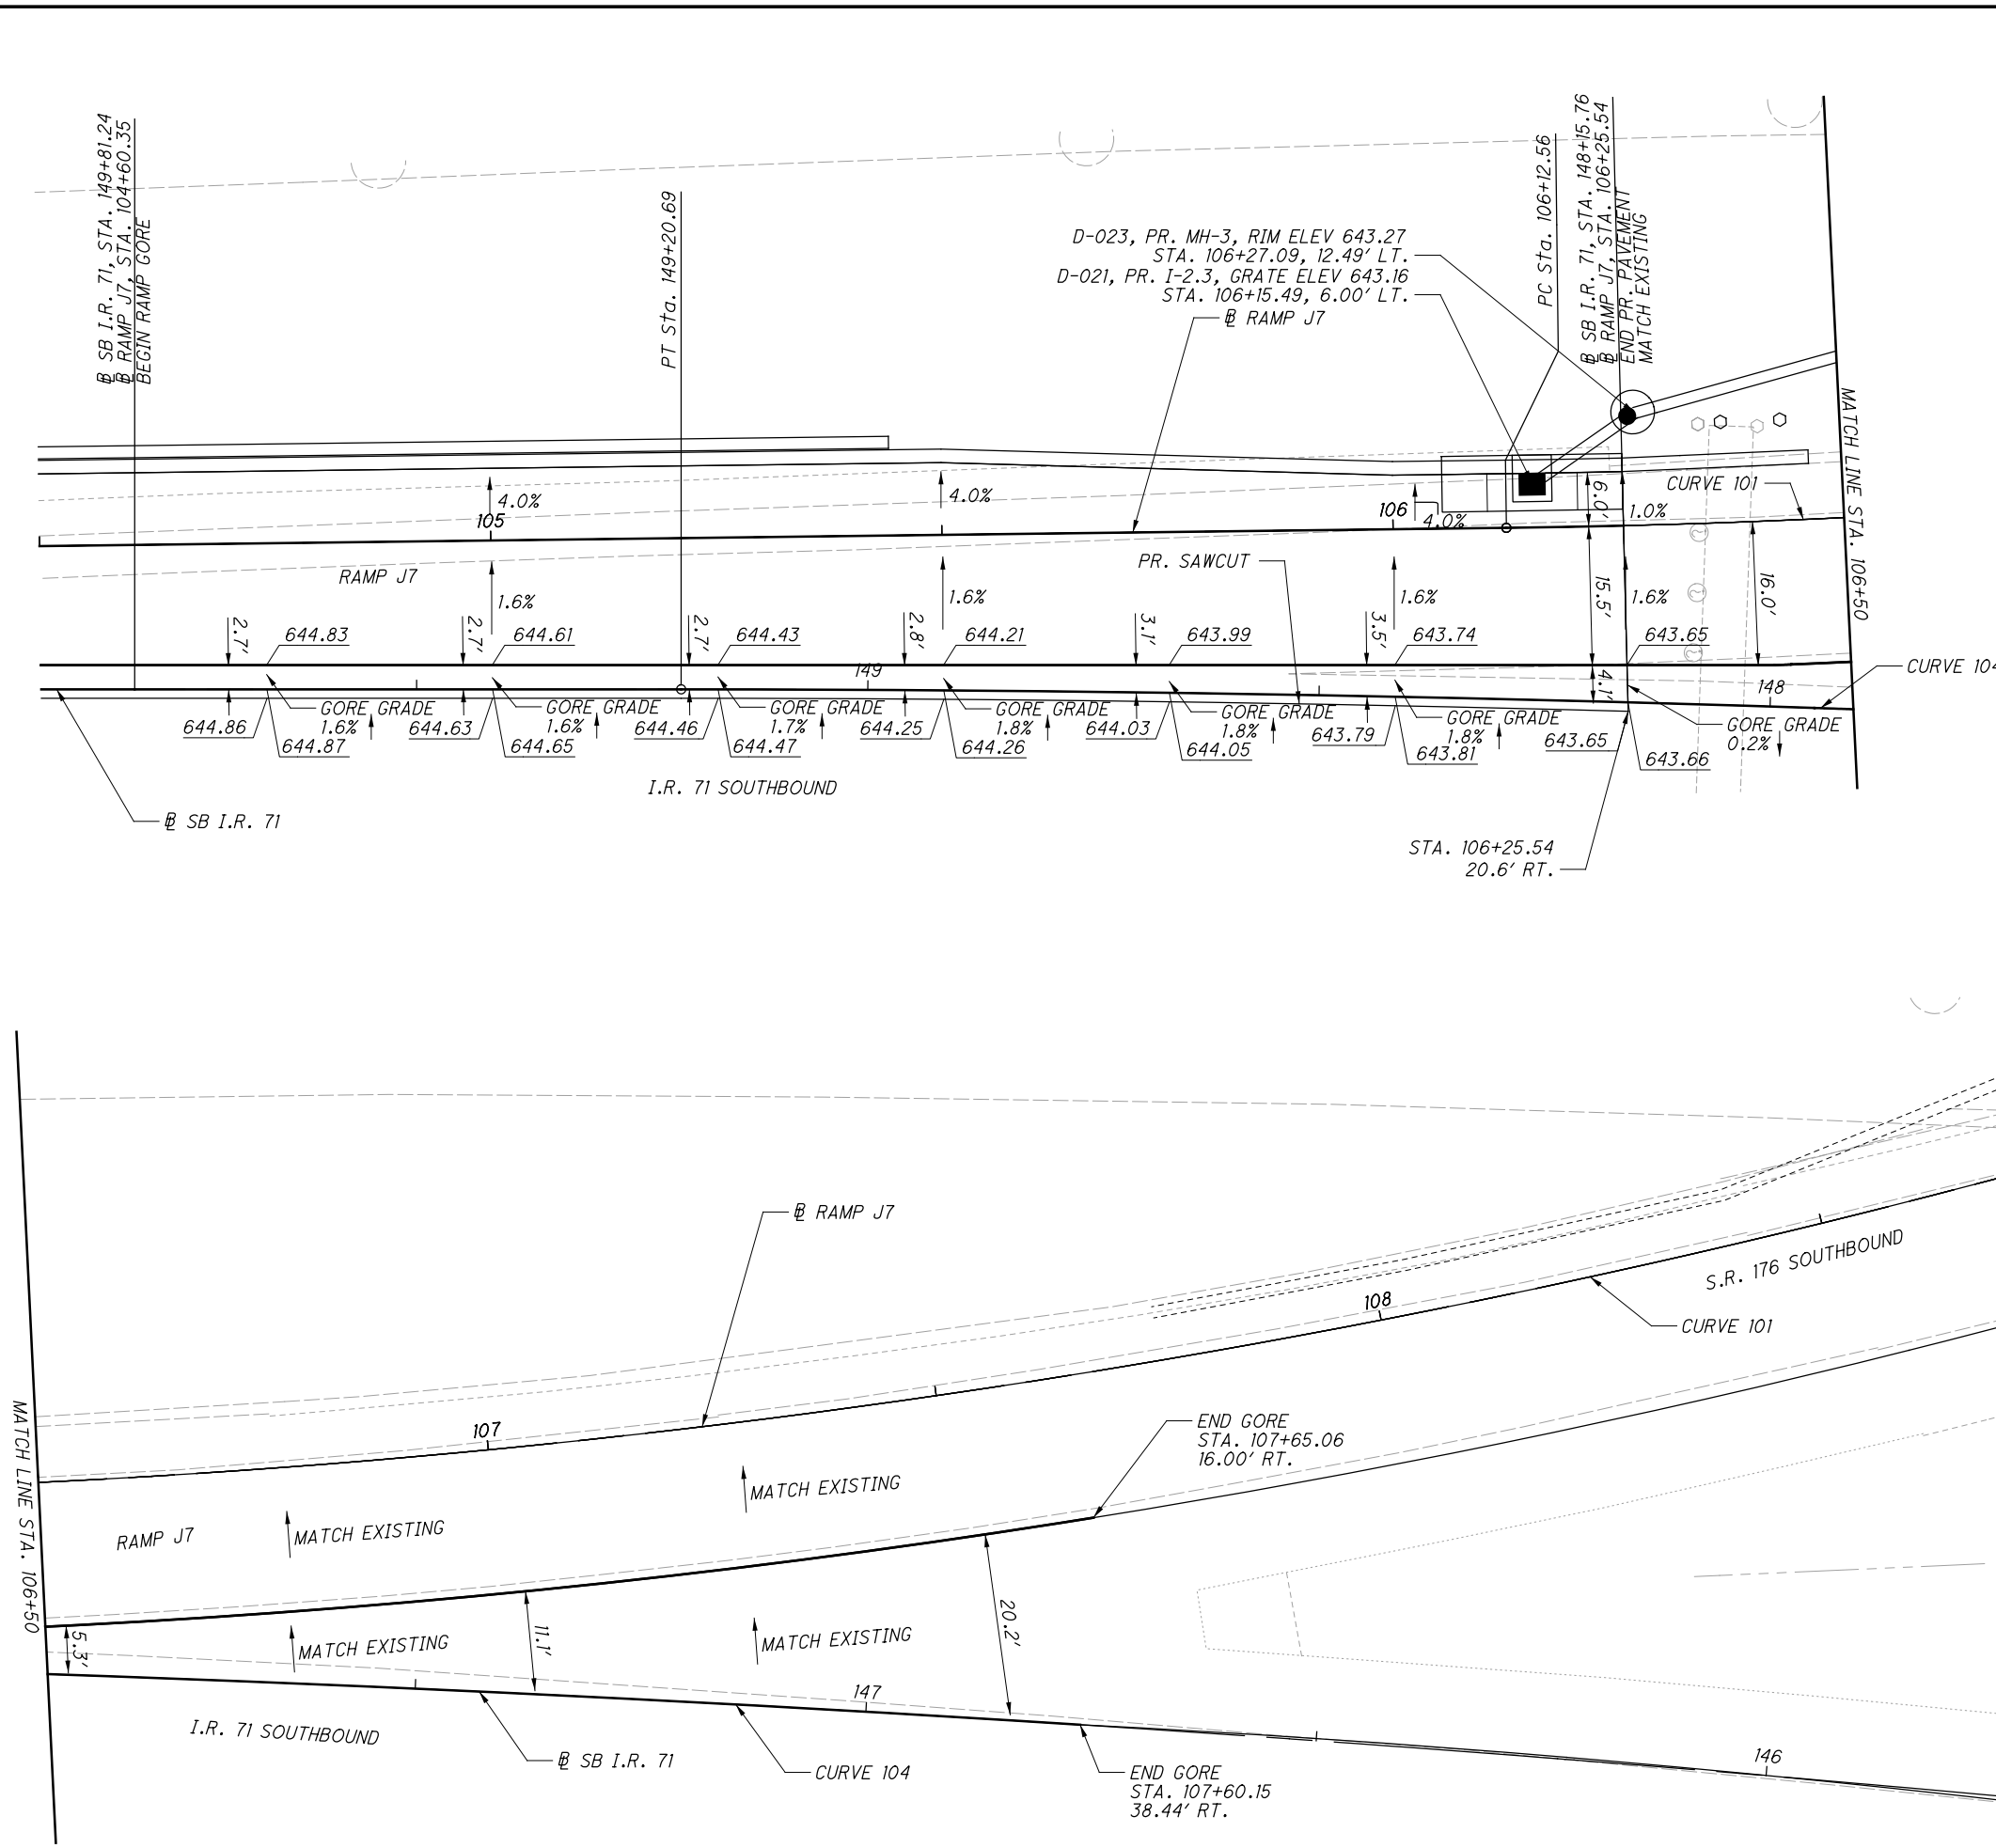 ℄ SB I.R. 71, STA. 149+81.24
℄ RAMP J7, STA. 104+60.35
BEGIN RAMP GORE
PT Sta. 149+20.69
D-023, PR. MH-3, RIM ELEV 643.27
STA. 106+27.09, 12.49' LT.
D-021, PR. I-2.3, GRATE ELEV 643.16
STA. 106+15.49, 6.00' LT.
℄ RAMP J7
PC Sta. 106+12.56
℄ SB I.R. 71, STA. 148+15.76
℄ RAMP J7, STA. 106+25.54
END PR. PAVEMENT
MATCH EXISTING
MATCH LINE STA. 106+50
4.0%
105
4.0%
106
4.0%
6.0'
1.0%
CURVE 101
RAMP J7
PR. SAWCUT
1.6%
1.6%
1.6%
15.5'
1.6%
16.0'
2.7'
644.83
2.7'
644.61
2.7'
644.43
2.8'
644.21
3.1'
643.99
3.5'
643.74
643.65
CURVE 104
149
4.1'
148
GORE GRADE
1.6%
GORE GRADE
1.6%
GORE GRADE
1.7%
GORE GRADE
1.8%
GORE GRADE
1.8%
GORE GRADE
1.8%
GORE GRADE
0.2%
644.86
644.87
644.63
644.65
644.46
644.47
644.25
644.26
644.03
644.05
643.79
643.81
643.65
643.66
I.R. 71 SOUTHBOUND
℄ SB I.R. 71
STA. 106+25.54
20.6' RT.
MATCH LINE STA. 106+50
℄ RAMP J7
S.R. 176 SOUTHBOUND
108
CURVE 101
107
END GORE
STA. 107+65.06
16.00' RT.
MATCH EXISTING
RAMP J7
MATCH EXISTING
5.3'
MATCH EXISTING
11.1'
MATCH EXISTING
20.2'
147
I.R. 71 SOUTHBOUND
℄ SB I.R. 71
CURVE 104
END GORE
STA. 107+60.15
38.44' RT.
146